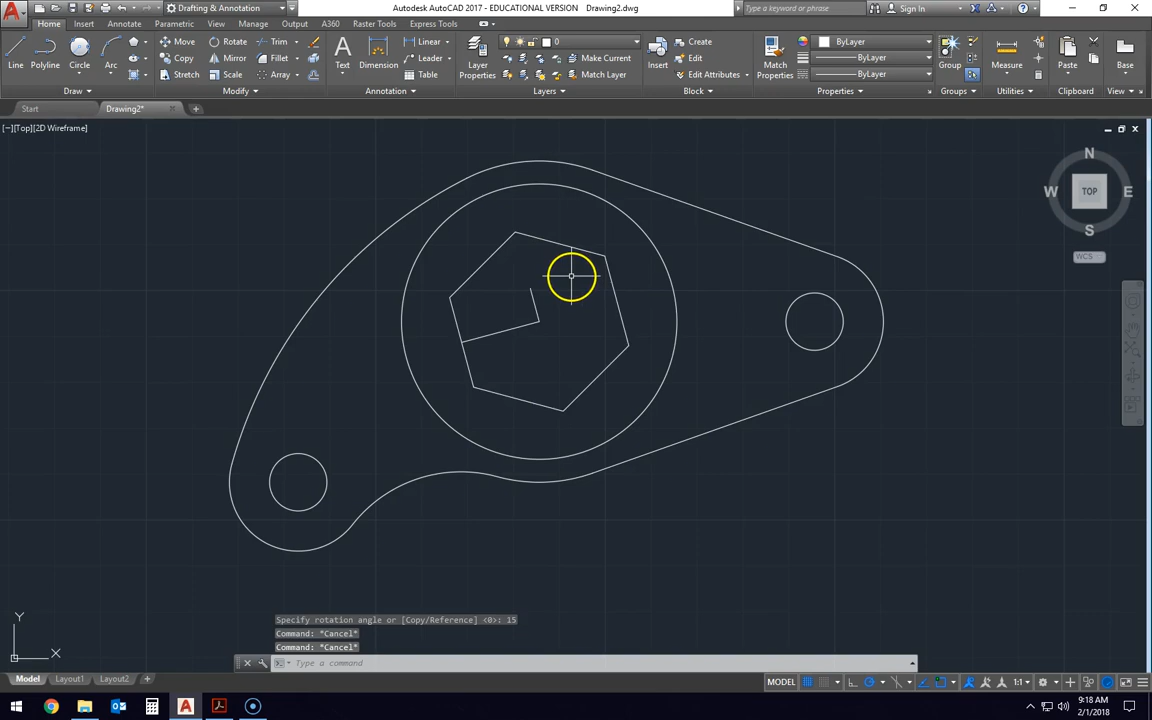 Drafting & Annotation
Autodesk AutoCAD 2017 - EDUCATIONAL VERSION Drawing2.dwg
Type a keyword or phrase
Sign In
Home Insert Annotate Parametric View Manage Output A360 Raster Tools Express Tools
Line Polyline Circle Arc
Move Rotate Trim
Copy Mirror Fillet
Stretch Scale Array
Text Dimension
Linear
Leader
Table
Layer Properties
0
Make Current
Match Layer
Insert
Create
Edit
Edit Attributes
Match Properties
ByLayer
ByLayer
ByLayer
Group
Measure
Paste
Base
Draw Modify Annotation Layers Block Properties Groups Utilities Clipboard View
Start Drawing2*
[−][Top][2D Wireframe]
N
W TOP E
S
WCS
Specify rotation angle or [Copy/Reference] <0>: 15
Command: *Cancel*
Command: *Cancel*
Type a command
Y
X
Model Layout1 Layout2
MODEL
1:1
9:18 AM
2/1/2018